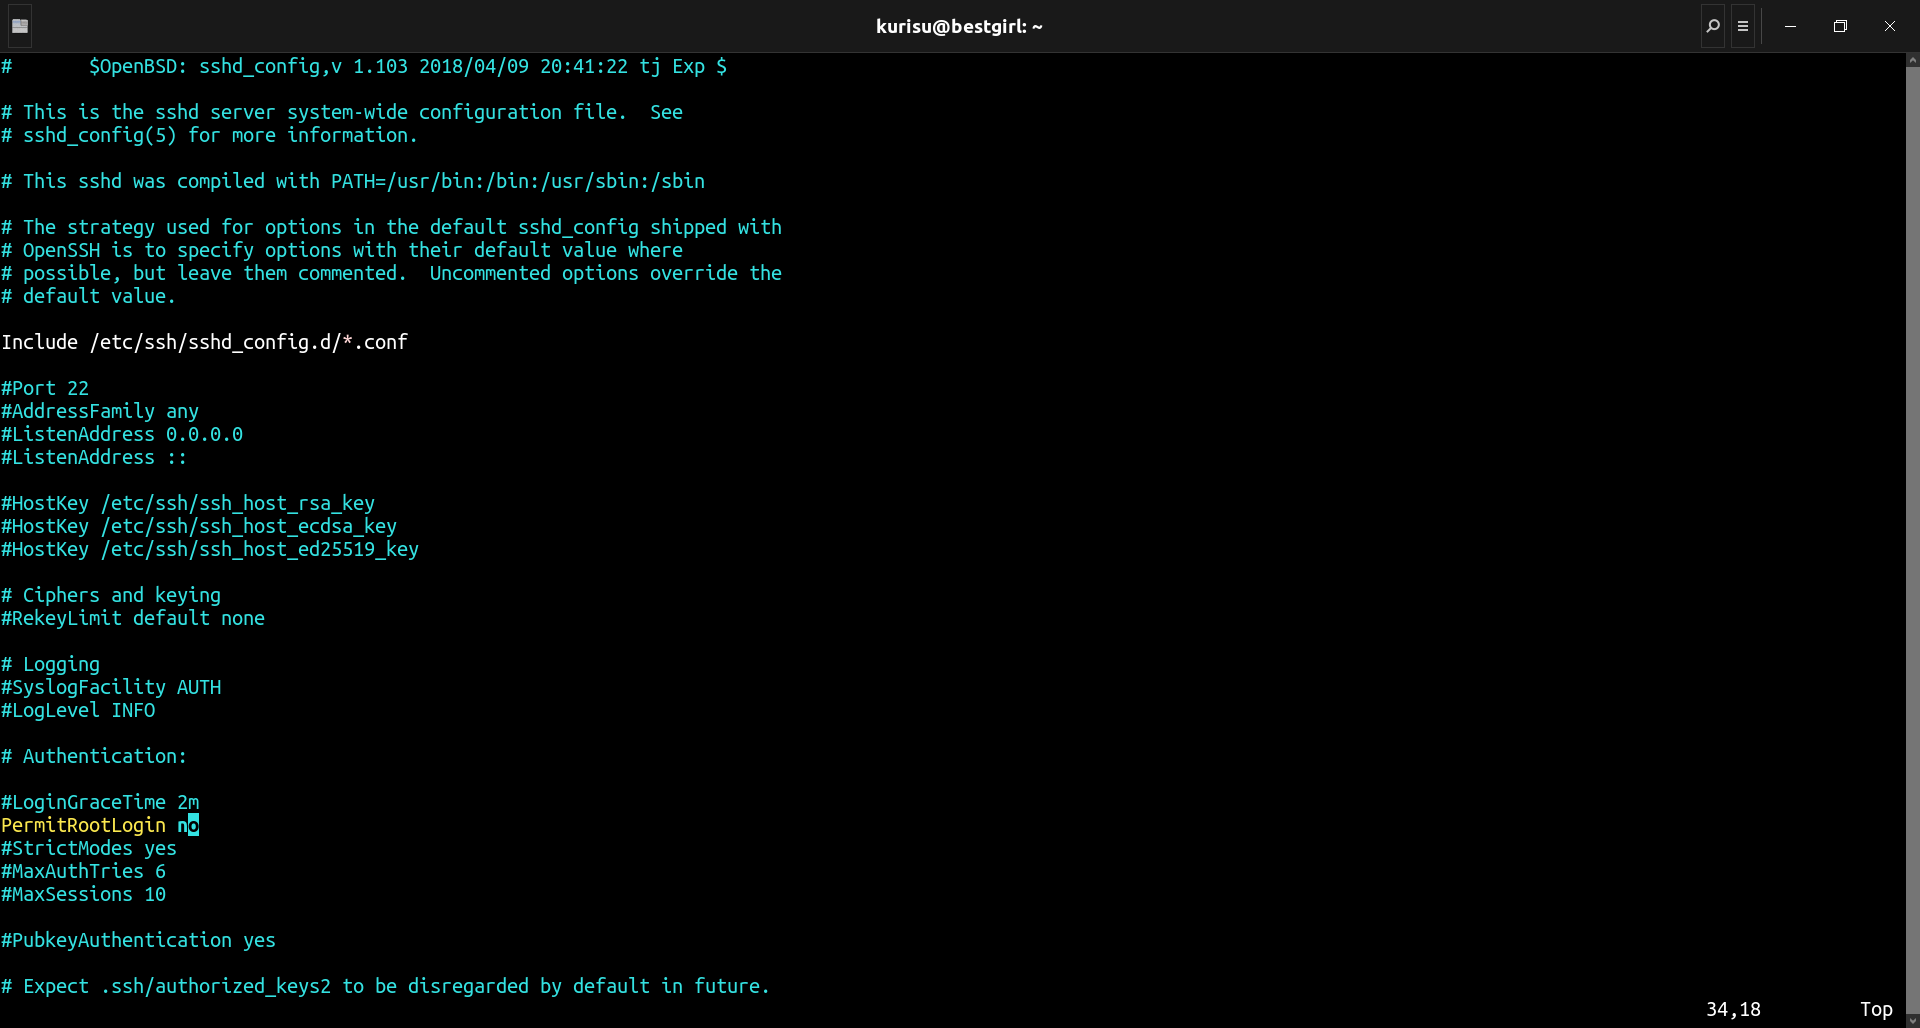 kurisu@bestgirl: ~
#       $OpenBSD: sshd_config,v 1.103 2018/04/09 20:41:22 tj Exp $
# This is the sshd server system-wide configuration file.  See
# sshd_config(5) for more information.
# This sshd was compiled with PATH=/usr/bin:/bin:/usr/sbin:/sbin
# The strategy used for options in the default sshd_config shipped with
# OpenSSH is to specify options with their default value where
# possible, but leave them commented.  Uncommented options override the
# default value.
Include /etc/ssh/sshd_config.d/*.conf
#Port 22
#AddressFamily any
#ListenAddress 0.0.0.0
#ListenAddress ::
#HostKey /etc/ssh/ssh_host_rsa_key
#HostKey /etc/ssh/ssh_host_ecdsa_key
#HostKey /etc/ssh/ssh_host_ed25519_key
# Ciphers and keying
#RekeyLimit default none
# Logging
#SyslogFacility AUTH
#LogLevel INFO
# Authentication:
#LoginGraceTime 2m
PermitRootLogin no
#StrictModes yes
#MaxAuthTries 6
#MaxSessions 10
#PubkeyAuthentication yes
# Expect .ssh/authorized_keys2 to be disregarded by default in future.
34,18         Top